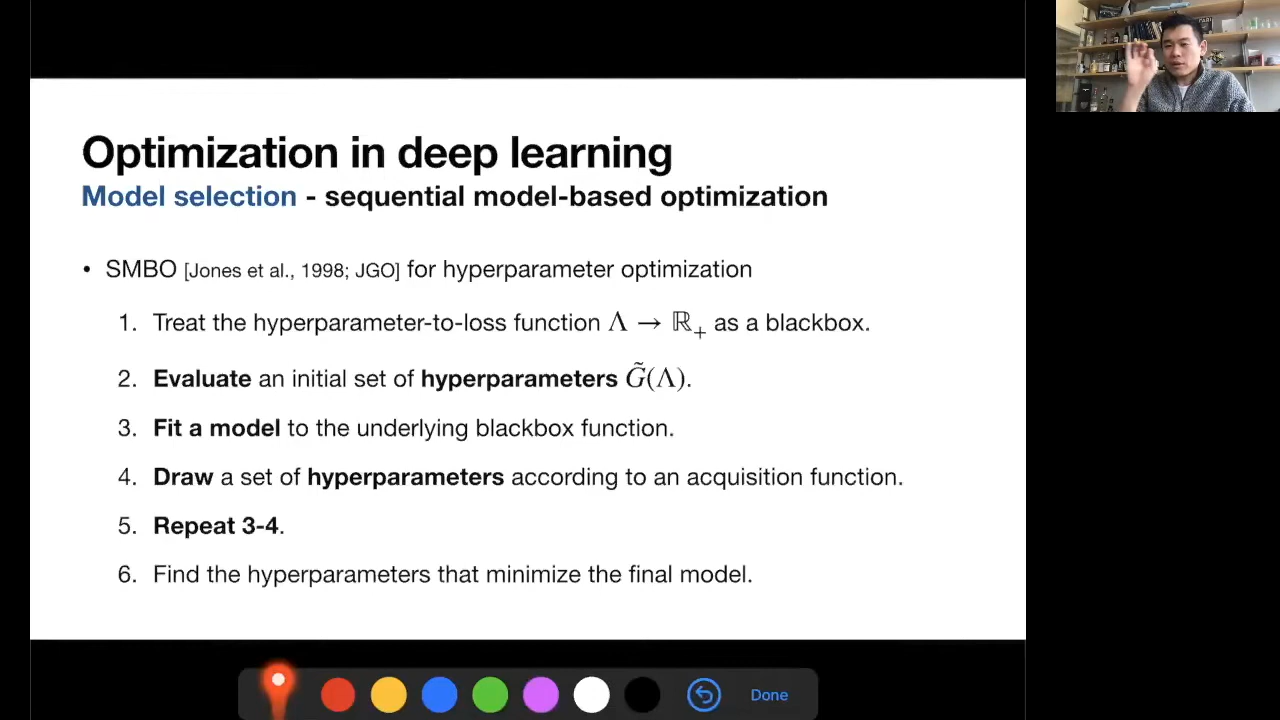 Optimization in deep learning
Model selection - sequential model-based optimization
• SMBO [Jones et al., 1998; JGO] for hyperparameter optimization
1. Treat the hyperparameter-to-loss function Λ → ℝ₊ as a blackbox.
2. Evaluate an initial set of hyperparameters G̃(Λ).
3. Fit a model to the underlying blackbox function.
4. Draw a set of hyperparameters according to an acquisition function.
5. Repeat 3-4.
6. Find the hyperparameters that minimize the final model.
Done